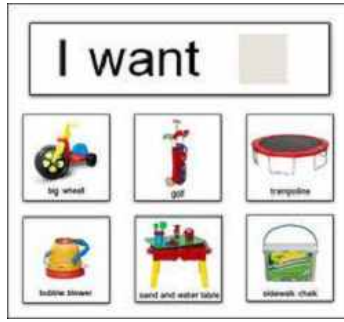 I want
big wheel
golf
trampoline
bubble blower
sand and water table
sidewalk chalk